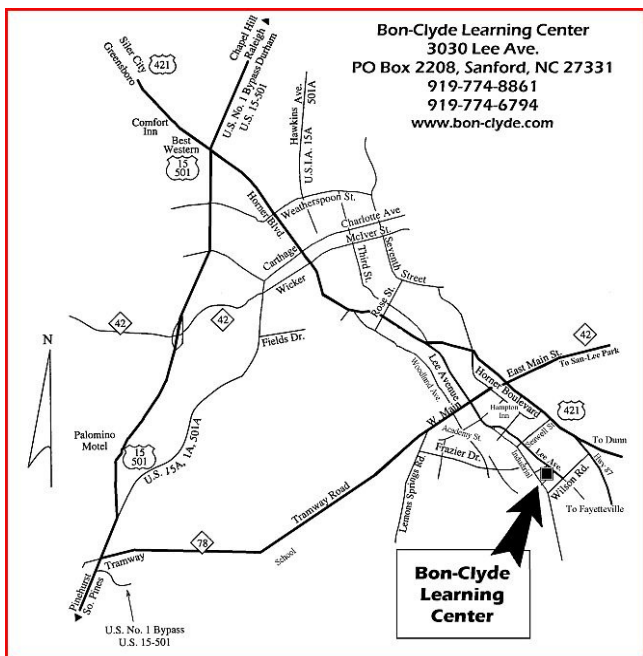 Bon-Clyde Learning Center
3030 Lee Ave.
PO Box 2208, Sanford, NC 27331
919-774-8861
919-774-6794
www.bon-clyde.com
Siler City
Greensboro
421
Chapel Hill
Raleigh
Durham
U.S. No. 1 Bypass
U.S. 15-501
Comfort
Inn
Best
Western
15
501
Hawkins Ave.
U.S.I.A. 15A
501A
Horner Blvd.
Weatherspoon St.
Charlotte Ave
McIver St.
Carthage
Wicker
Third St.
Seventh
Street
Rose St.
N
42
42
Fields Dr.
42
East Main St.
To San-Lee Park
Lee Avenue
Woodland Ave.
Horner Boulevard
Hampton
Inn
421
W. Main
Academy St.
Seawell St.
To Dunn
Palomino
Motel
15
501
U.S. 15A, 1A, 501A
Frazier Dr.
Industrial
Lee Ave.
Hwy 87
Wilson Rd.
Lemons Springs Rd.
To Fayetteville
Tramway Road
78
Tramway
School
Pinehurst
So. Pines
U.S. No. 1 Bypass
U.S. 15-501
Bon-Clyde
Learning
Center